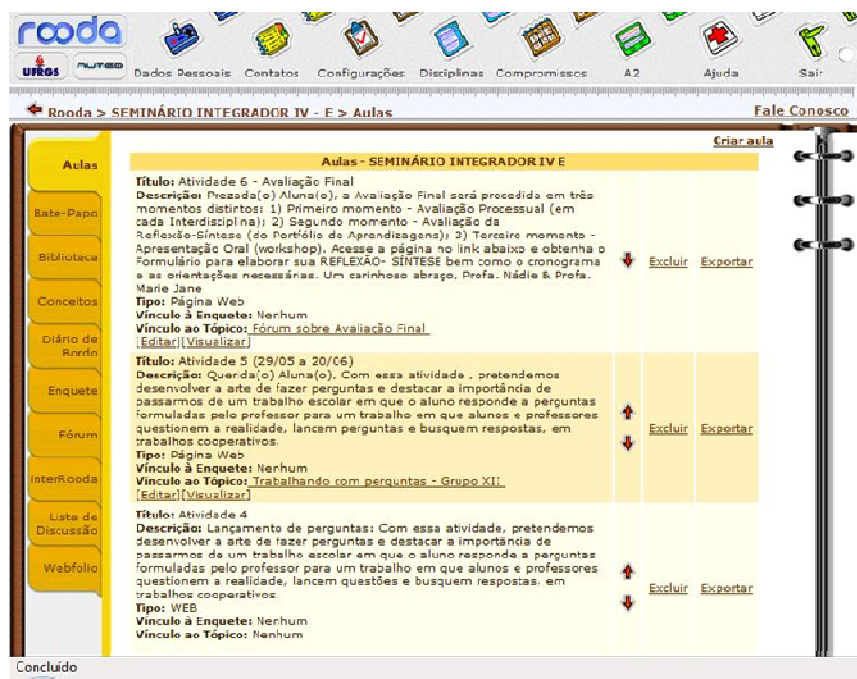 rooda
UFRGS NUTED
Dados Pessoais Contatos Configurações Disciplinas Compromissos A2 Ajuda Sair
Rooda > SEMINÁRIO INTEGRADOR IV - E > Aulas Fale Conosco
Criar aula
Aulas
Bate-Papo
Biblioteca
Conceitos
Diário de
Bordo
Enquete
Fórum
InterRooda
Lista de
Discussão
Webfolio
Aulas - SEMINÁRIO INTEGRADOR IV E
Título: Atividade 6 - Avaliação Final
Descrição: Prezada(o) Aluna(o), a Avaliação Final será procedida em três
momentos distintos: 1) Primeiro momento - Avaliação Processual (em
cada Interdisciplina); 2) Segundo momento - Avaliação da
Reflexão-Síntese (do Portfólio de Aprendizagens); 3) Terceiro momento -
Apresentação Oral (workshop). Acesse a página no link abaixo e obtenha o
Formulário para elaborar sua REFLEXÃO- SÍNTESE bem como o cronograma
e as orientações necessárias. Um carinhoso abraço, Profa. Nádie & Profa.
Marie Jane
Tipo: Página Web
Vínculo à Enquete: Nenhum
Vínculo ao Tópico: Fórum sobre Avaliação Final
[Editar][Visualizar]
Excluir Exportar
Título: Atividade 5 (29/05 a 20/06)
Descrição: Querida(o) Aluna(o), Com essa atividade , pretendemos
desenvolver a arte de fazer perguntas e destacar a importância de
passarmos de um trabalho escolar em que o aluno responde a perguntas
formuladas pelo professor para um trabalho em que alunos e professores
questionem a realidade, lancem perguntas e busquem respostas, em
trabalhos cooperativos.
Tipo: Página Web
Vínculo à Enquete: Nenhum
Vínculo ao Tópico: Trabalhando com perguntas - Grupo XII
[Editar][Visualizar]
Excluir Exportar
Título: Atividade 4
Descrição: Lançamento de perguntas: Com essa atividade, pretendemos
desenvolver a arte de fazer perguntas e destacar a importância de
passarmos de um trabalho escolar em que o aluno responde a perguntas
formuladas pelo professor para um trabalho em que alunos e professores
questionem a realidade, lancem questões e busquem respostas, em
trabalhos cooperativos.
Tipo: WEB
Vínculo à Enquete: Nenhum
Vínculo ao Tópico: Nenhum
Excluir Exportar
Concluído